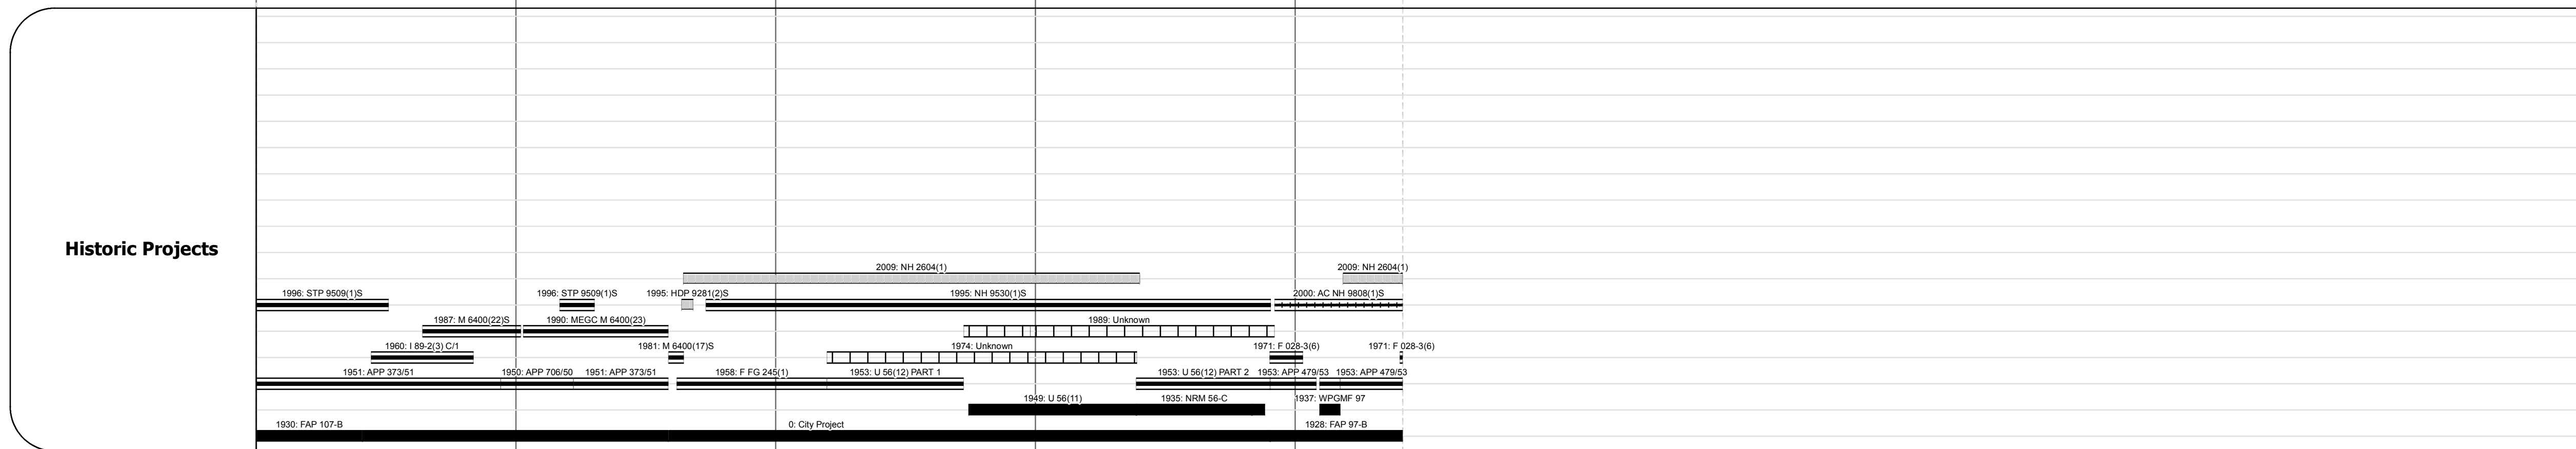 2009: NH 2604(1) 2009: NH 2604(1)
1996: STP 9509(1)S 1996: STP 9509(1)S 1995: HDP 9281(2)S 1995: NH 9530(1)S 2000: AC NH 9808(1)S
1987: M 6400(22)S 1990: MEGC M 6400(23) 1989: Unknown
1960: I 89-2(3) C/1 1981: M 6400(17)S 1974: Unknown 1971: F 028-3(6) 1971: F 028-3(6)
1951: APP 373/51 1950: APP 706/50 1951: APP 373/51 1958: F FG 245(1) 1953: U 56(12) PART 1 1953: U 56(12) PART 2 1953: APP 479/53 1953: APP 479/53
1949: U 56(11) 1935: NRM 56-C 1937: WPGMF 97
1930: FAP 107-B 0: City Project 1928: FAP 97-B
Historic Projects